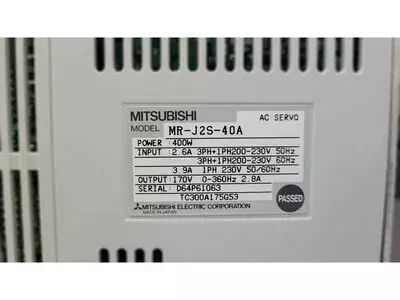 MITSUBISHI AC SERVO
MODEL MR-J2S-40A
POWER : 400W
INPUT : 2.6A 3PH+1PH200-230V 50Hz
3PH+1PH200-230V 60Hz
3.9A 1PH 230V 50/60Hz
OUTPUT: 170V 0-360Hz 2.8A
SERIAL: D64P61063
TC300A175G53
MITSUBISHI ELECTRIC CORPORATION
MADE IN JAPAN
PASSED